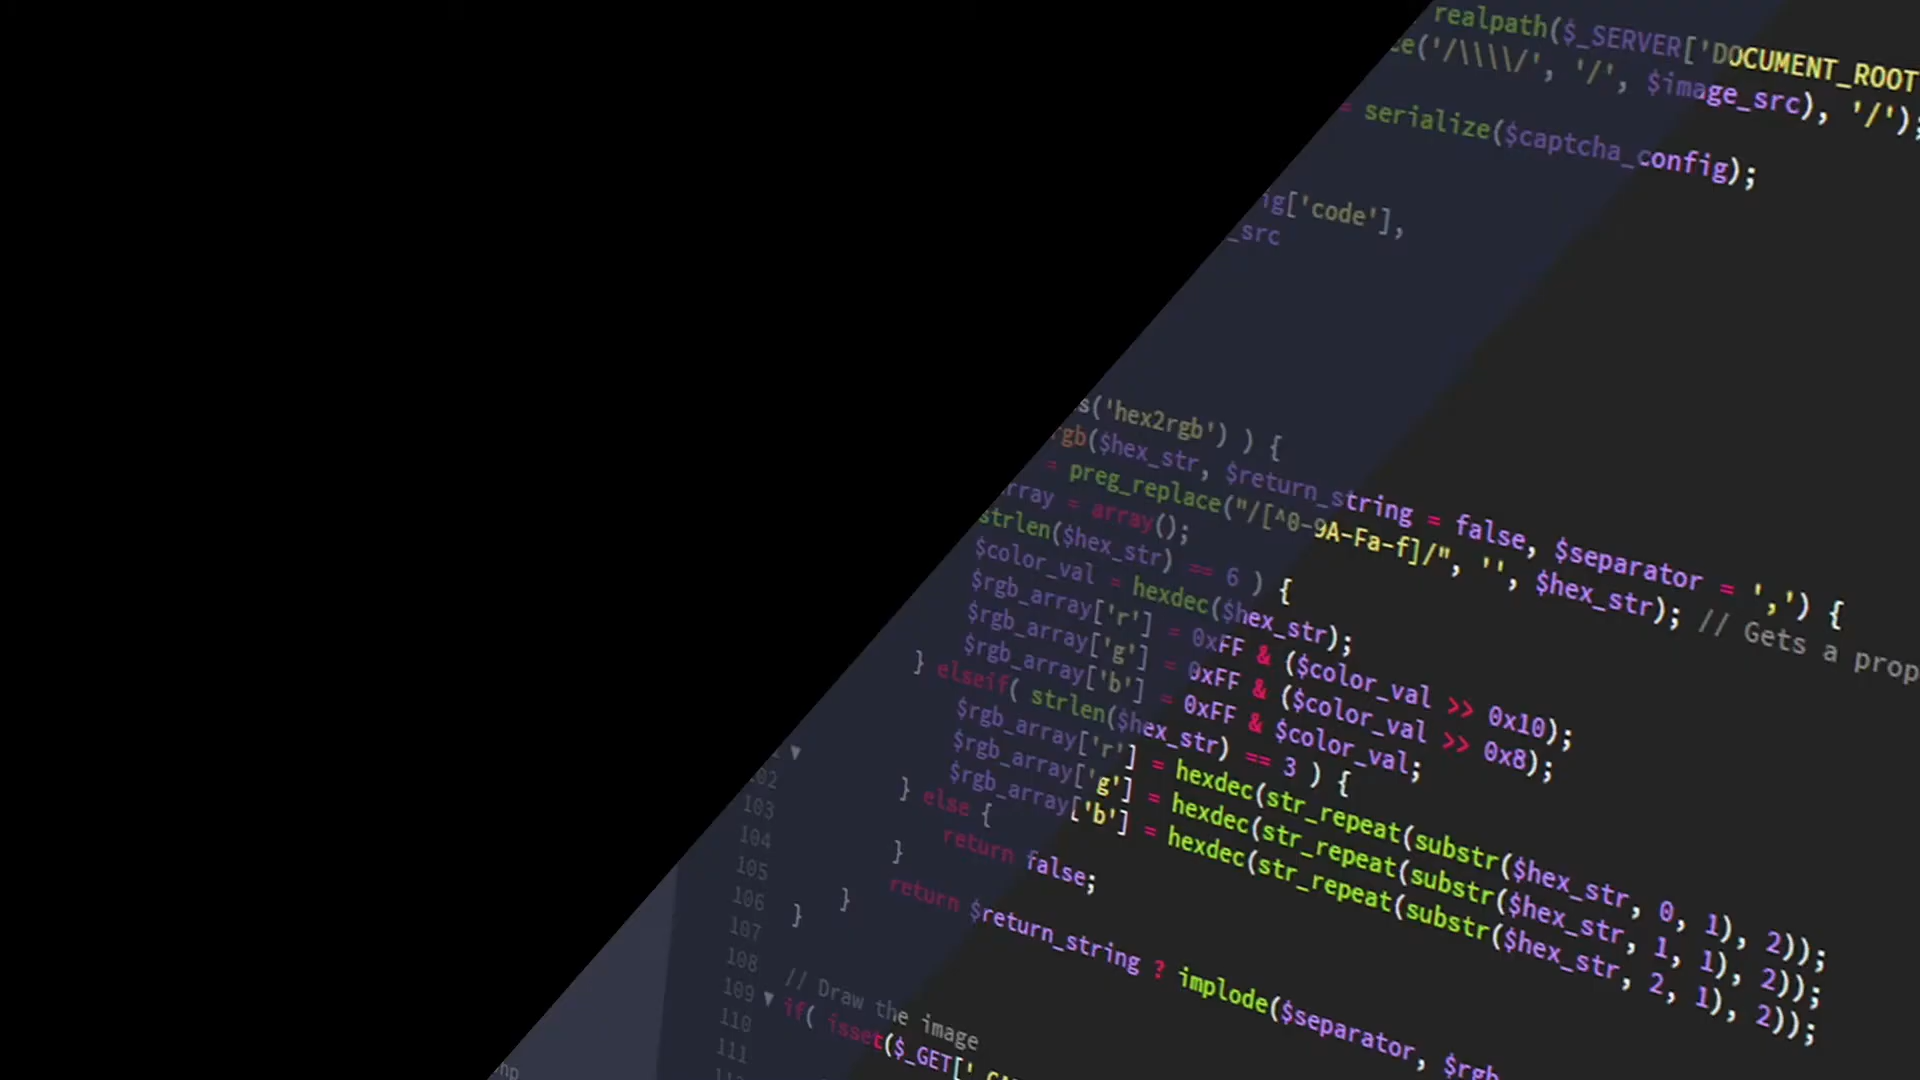 realpath($_SERVER['DOCUMENT_ROOT
('/\\\\/', '/', $image_src), '/');
= serialize($captcha_config);
['code'],
_src
('hex2rgb') ) {
($hex_str, $return_string = false, $separator = ',') {
= preg_replace("/[^0-9A-Fa-f]/", '', $hex_str); // Gets a prop
= array();
strlen($hex_str) == 6 ) {
$color_val = hexdec($hex_str);
$rgb_array['r'] = 0xFF & ($color_val >> 0x10);
$rgb_array['g'] = 0xFF & ($color_val >> 0x8);
$rgb_array['b'] = 0xFF & $color_val;
} elseif( strlen($hex_str) == 3 ) {
$rgb_array['r'] = hexdec(str_repeat(substr($hex_str, 0, 1), 2));
$rgb_array['g'] = hexdec(str_repeat(substr($hex_str, 1, 1), 2));
102 $rgb_array['b'] = hexdec(str_repeat(substr($hex_str, 2, 1), 2));
103 } else {
104 return false;
105 }
106 return $return_string ? implode($separator, $rgb
107 }
108 }
109 // Draw the image
110 if( isset($_GET['
111